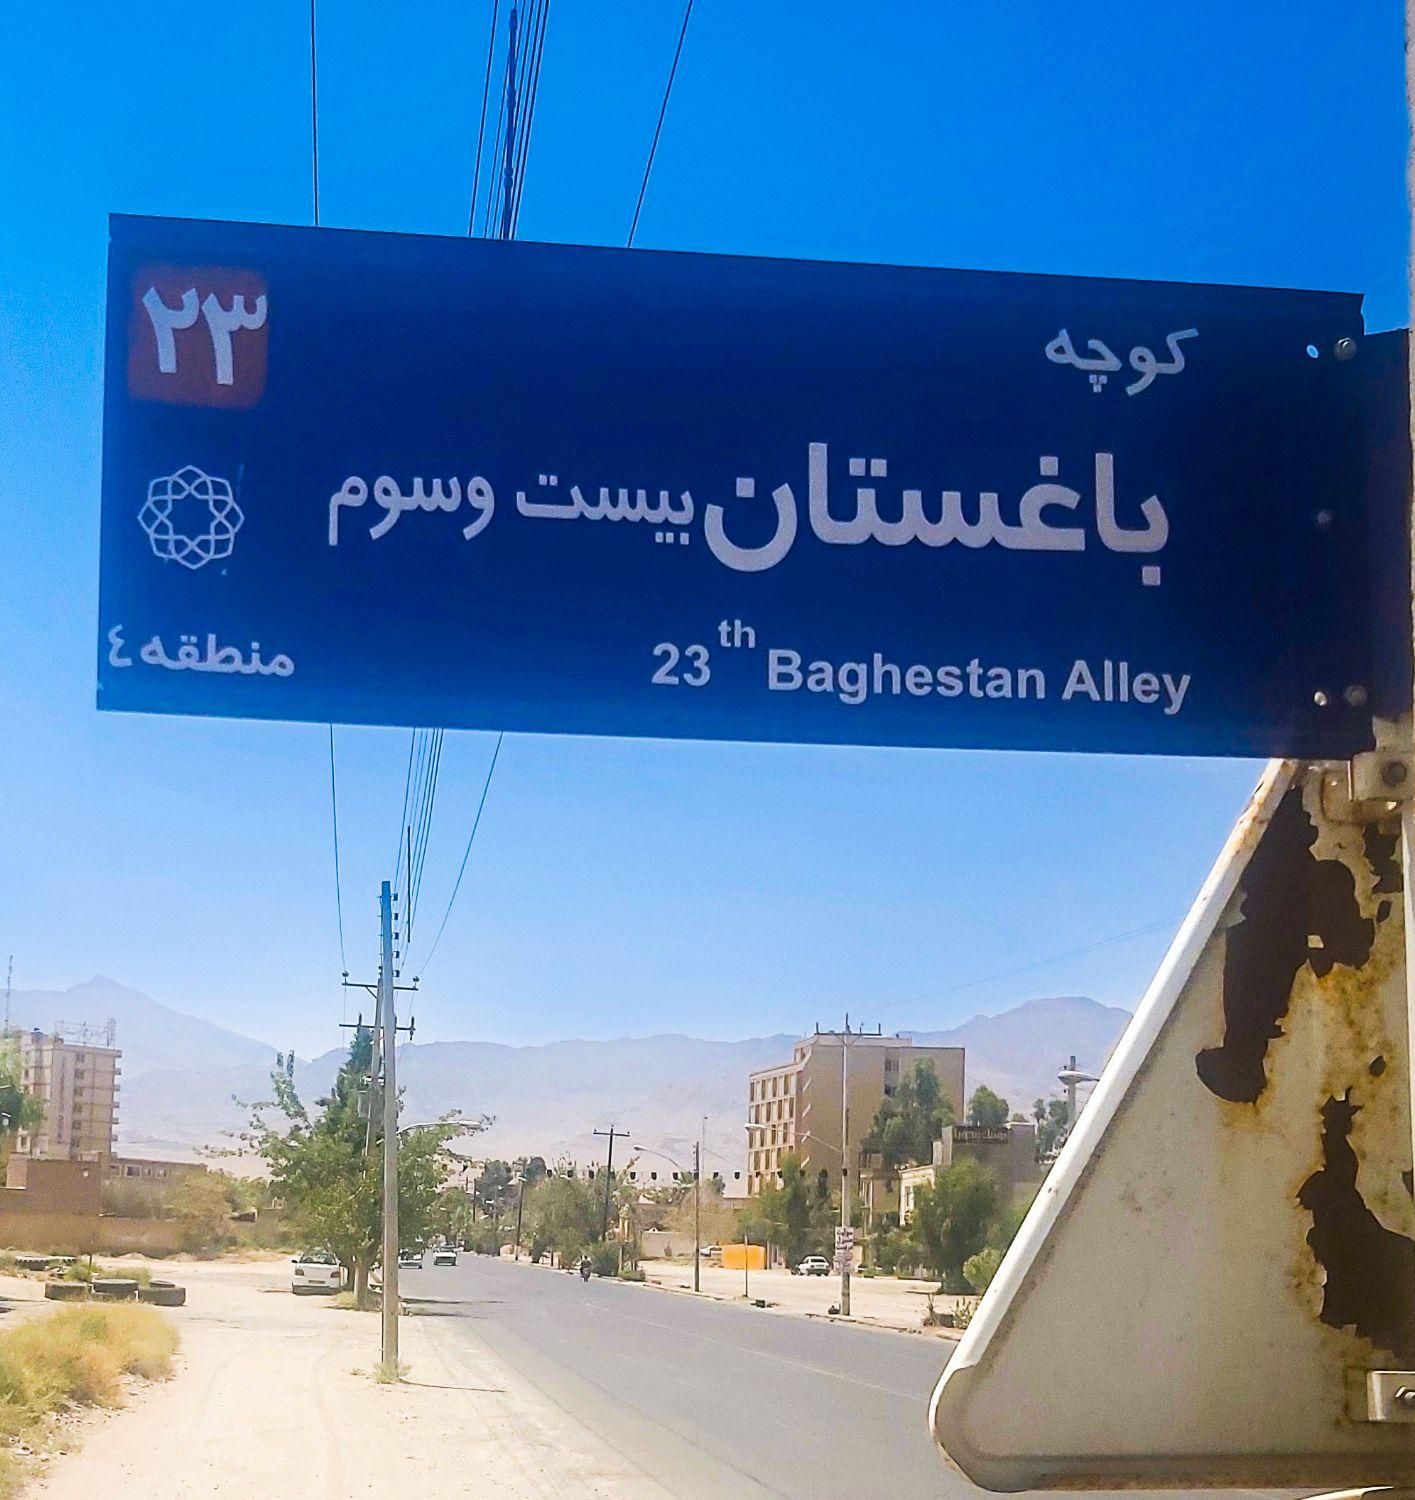 کوچه
۲۳
باغستان بیست وسوم
23th Baghestan Alley
منطقه ٤